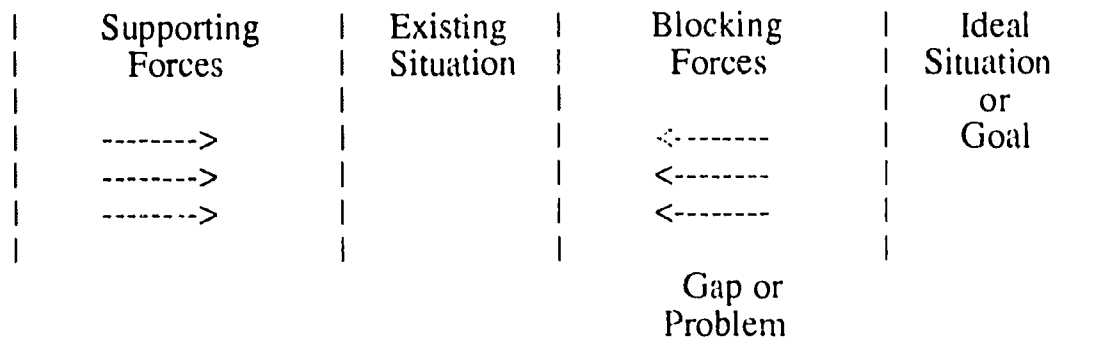 | Supporting | Existing | Blocking | Ideal
| Forces | Situation | Forces | Situation
| | | | or
| --------> | | <-------- | Goal
| --------> | | <-------- |
| --------> | | <-------- |
| | | |
Gap or
Problem